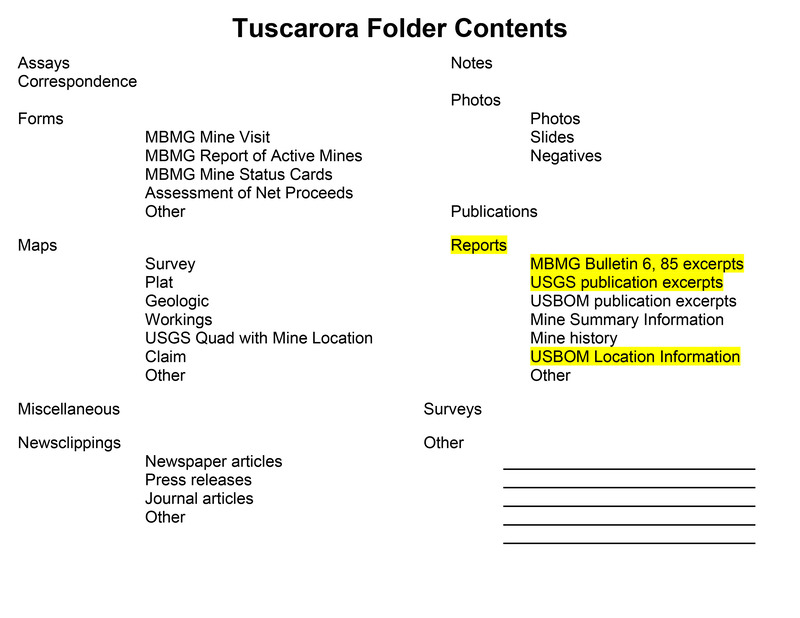 Tuscarora Folder Contents
Assays
Correspondence
Forms
MBMG Mine Visit
MBMG Report of Active Mines
MBMG Mine Status Cards
Assessment of Net Proceeds
Other
Maps
Survey
Plat
Geologic
Workings
USGS Quad with Mine Location
Claim
Other
Miscellaneous
Newsclippings
Newspaper articles
Press releases
Journal articles
Other
Notes
Photos
Photos
Slides
Negatives
Publications
Reports
MBMG Bulletin 6, 85 excerpts
USGS publication excerpts
USBOM publication excerpts
Mine Summary Information
Mine history
USBOM Location Information
Other
Surveys
Other